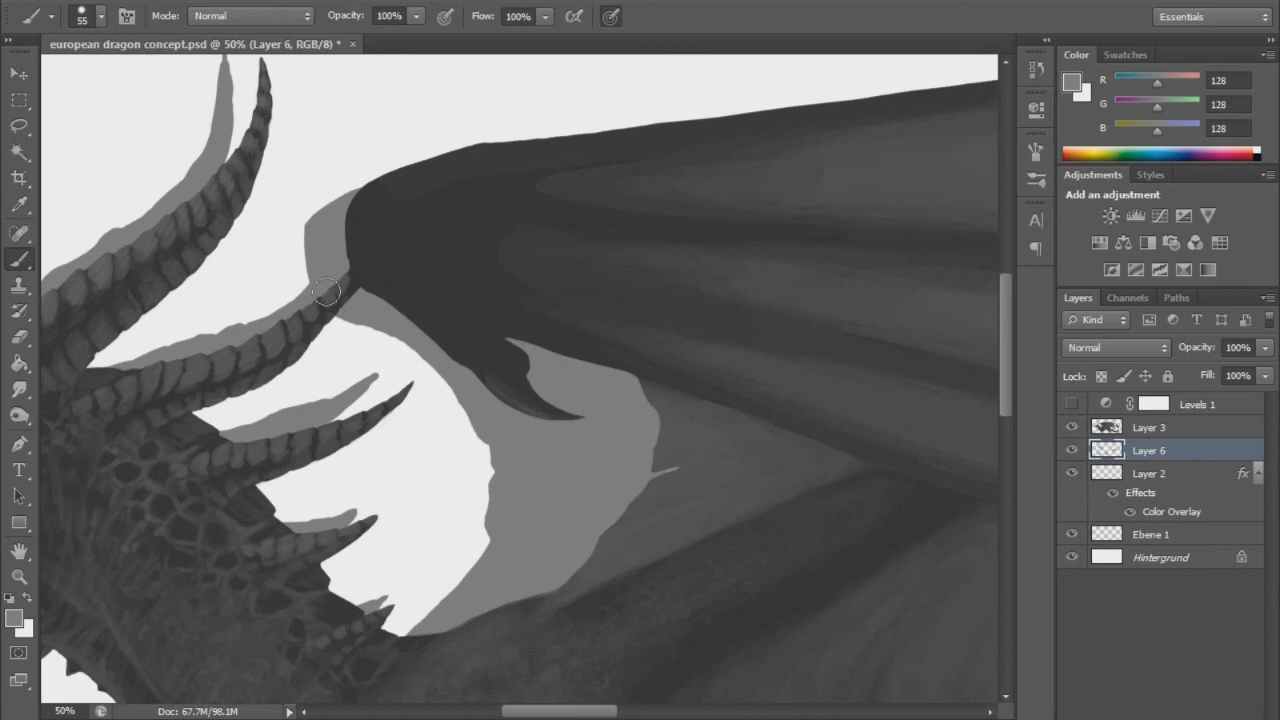 55 Mode: Normal Opacity: 100% Flow: 100% Essentials
european dragon concept.psd @ 50% (Layer 6, RGB/8) * ×
Color Swatches
R 128
G 128
B 128
Adjustments Styles
Add an adjustment
Layers Channels Paths
Kind
Normal Opacity: 100%
Lock: Fill: 100%
Levels 1
Layer 3
Layer 6
Layer 2 fx
Effects
Color Overlay
Ebene 1
Hintergrund
50% Doc: 67.7M/98.1M